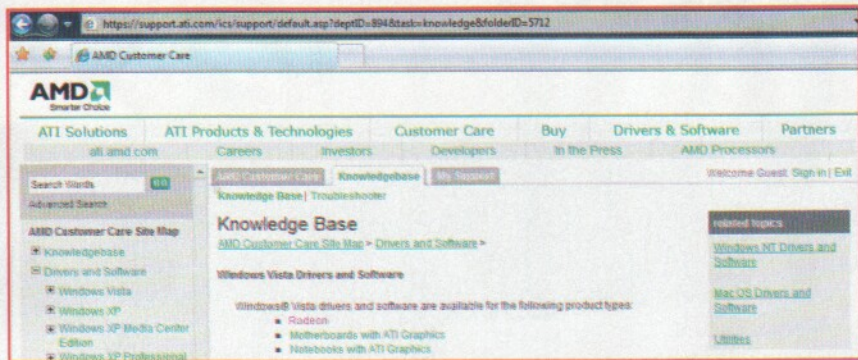 https://support.ati.com/ics/support/default.asp?deptID=894&task=knowledge&folderID=5712
AMD Customer Care
AMD
Smarter Choice
ATI Solutions ATI Products & Technologies Customer Care Buy Drivers & Software Partners
ati.amd.com Careers Investors Developers In the Press AMD Processors
Search Words GO
Advanced Search
AMD Customer Care Knowledgebase My Support
Welcome Guest. Sign in | Exit
Knowledge Base | Troubleshooter
AMD Customer Care Site Map
Knowledgebase
Drivers and Software
Windows Vista
Windows XP
Windows XP Media Center
Edition
Windows XP Professional
Knowledge Base
AMD Customer Care Site Map > Drivers and Software >
Windows Vista Drivers and Software
Windows® Vista drivers and software are available for the following product types:
Radeon
Motherboards with ATI Graphics
Notebooks with ATI Graphics
related topics
Windows NT Drivers and
Software
Mac OS Drivers and
Software
Utilities